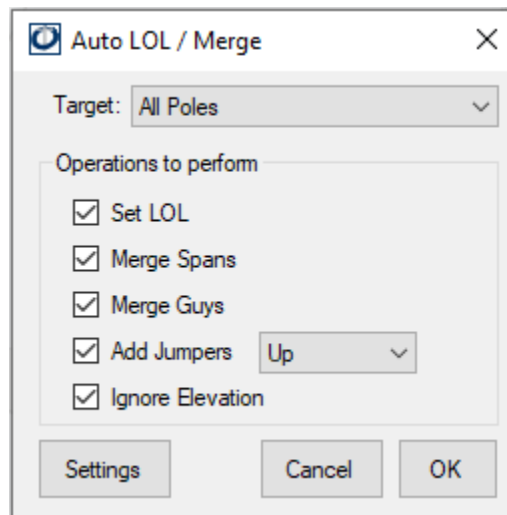 Auto LOL / Merge
Target: All Poles
Operations to perform
Set LOL
Merge Spans
Merge Guys
Add Jumpers Up
Ignore Elevation
Settings Cancel OK